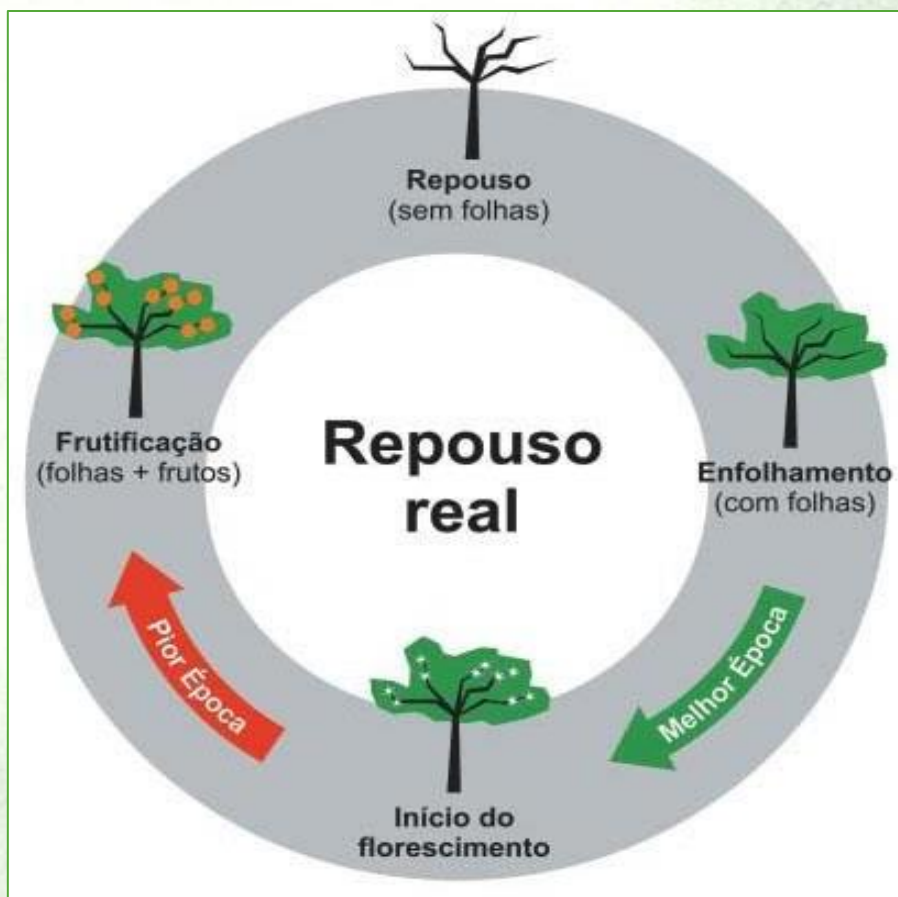 Repouso
(sem folhas)
Frutificação
(folhas + frutos)
Repouso
real
Enfolhamento
(com folhas)
Pior Época
Melhor Época
Início do
florescimento